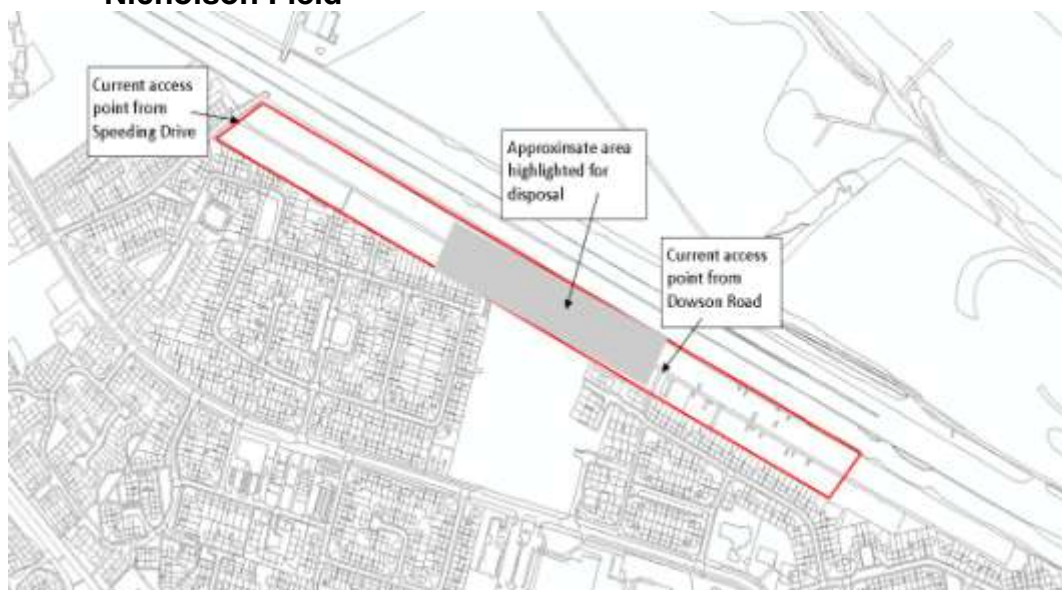 Nicholson Field
Current access
point from
Speeding Drive
Approximate area
highlighted for
disposal
Current access
point from
Dowson Road